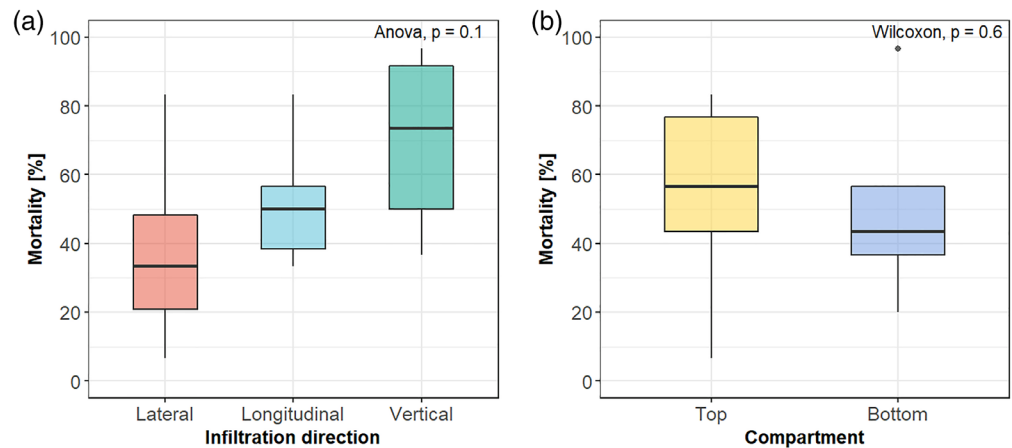 (a)
Anova, p = 0.1
100
80
60
40
20
0
Mortality [%]
Lateral Longitudinal Vertical
Infiltration direction
(b)
Wilcoxon, p = 0.6
100
80
60
40
20
0
Mortality [%]
Top Bottom
Compartment